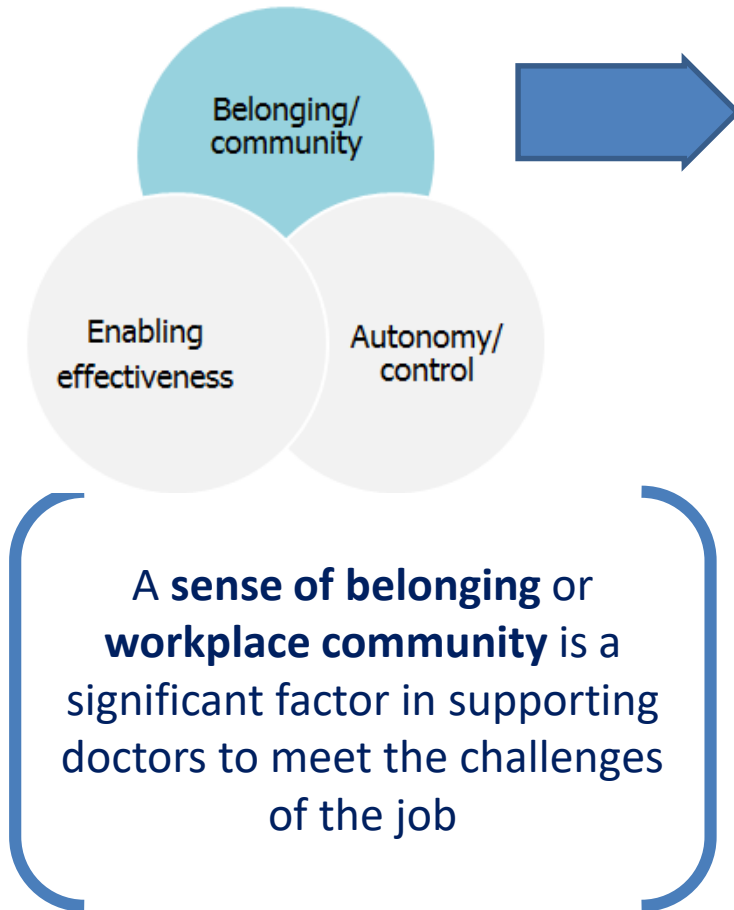 Belonging/
community
Enabling
effectiveness
Autonomy/
control
A sense of belonging or
workplace community is a
significant factor in supporting
doctors to meet the challenges
of the job